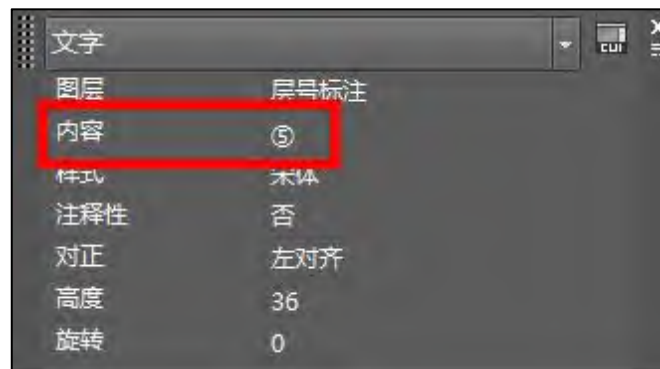 文字
CUI
图层 层号标注
内容 ⑤
样式 宋体
注释性 否
对正 左对齐
高度 36
旋转 0